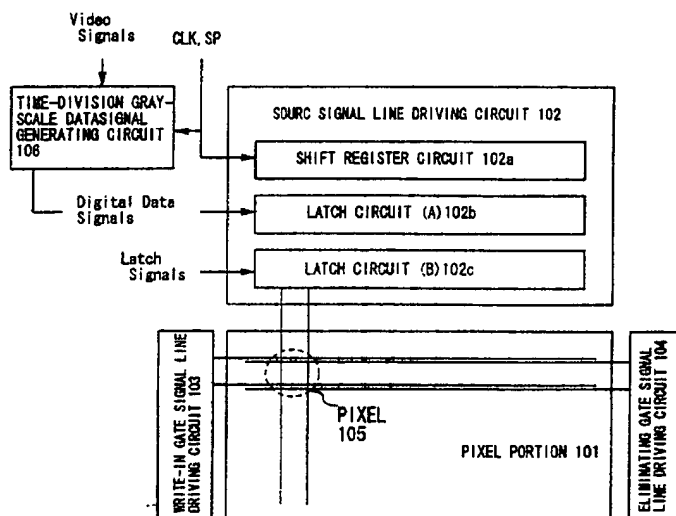 Video
Signals
CLK, SP
TIME-DIVISION GRAY-
SCALE DATASIGNAL
GENERATING CIRCUIT
106
SOURC SIGNAL LINE DRIVING CIRCUIT 102
SHIFT REGISTER CIRCUIT 102a
Digital Data
Signals
LATCH CIRCUIT (A) 102b
Latch
Signals
LATCH CIRCUIT (B) 102c
WRITE-IN GATE SIGNAL LINE
DRIVING CIRCUIT 103
PIXEL
105
PIXEL PORTION 101
ELIMINATING GATE SIGNAL
LINE DRIVING CIRCUIT 104